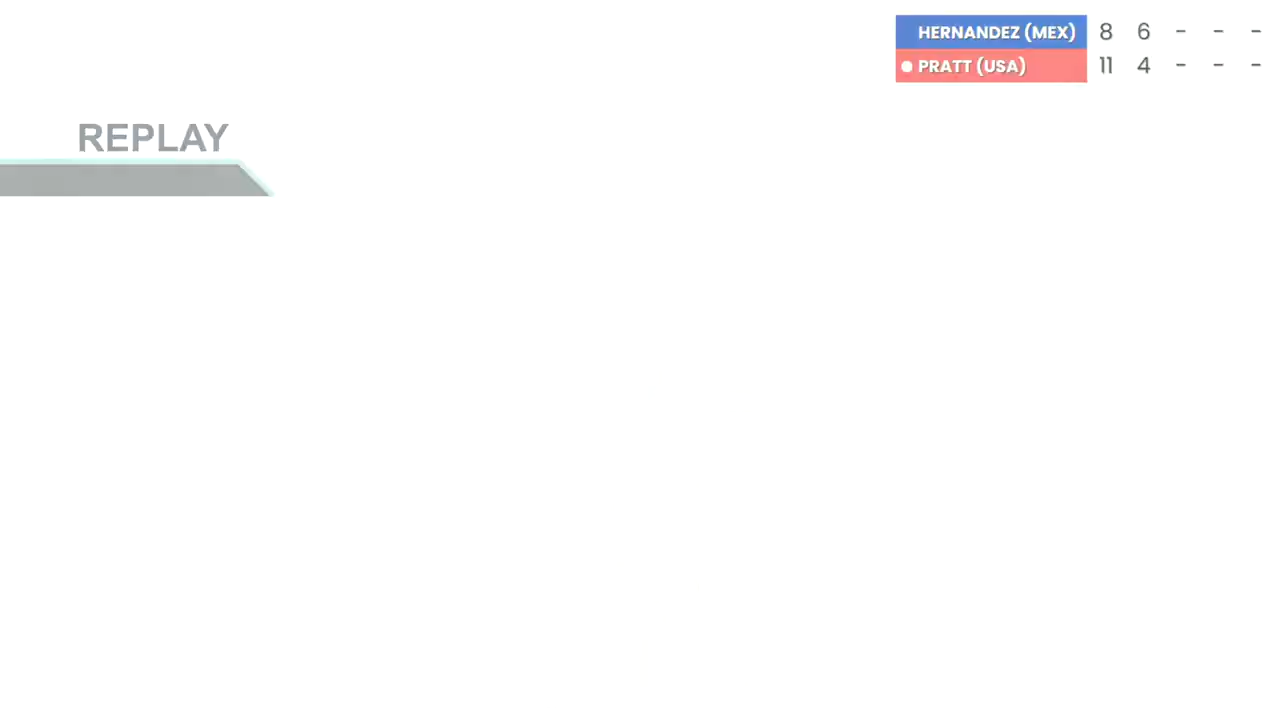 HERNANDEZ (MEX) 8 6 - - -
PRATT (USA) 11 4 - - -
REPLAY